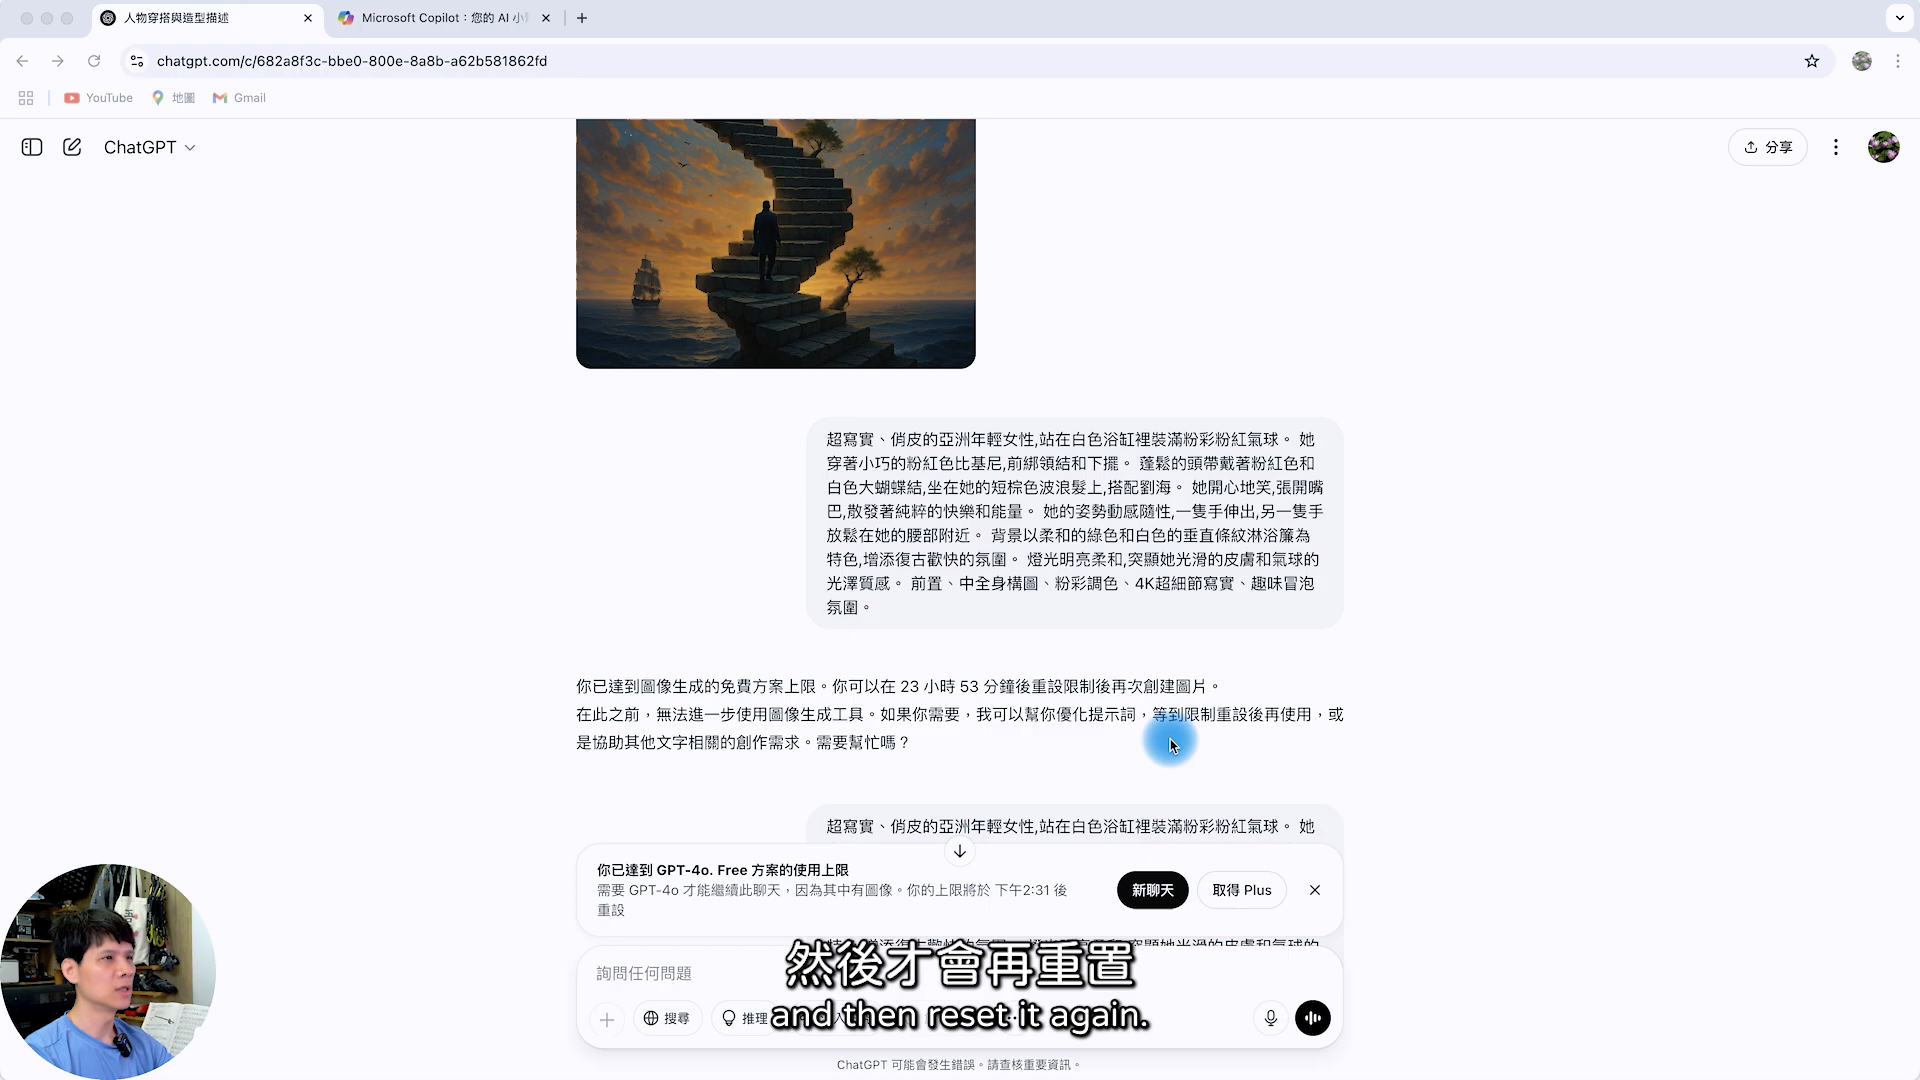 人物穿搭與造型描述
Microsoft Copilot：您的 AI 小
chatgpt.com/c/682a8f3c-bbe0-800e-8a8b-a62b581862fd
YouTube
地圖
Gmail
ChatGPT
分享
超寫實、俏皮的亞洲年輕女性,站在白色浴缸裡裝滿粉彩粉紅氣球。 她
穿著小巧的粉紅色比基尼,前綁領結和下擺。 蓬鬆的頭帶戴著粉紅色和
白色大蝴蝶結,坐在她的短棕色波浪髮上,搭配劉海。 她開心地笑,張開嘴
巴,散發著純粹的快樂和能量。 她的姿勢動感隨性,一隻手伸出,另一隻手
放鬆在她的腰部附近。 背景以柔和的綠色和白色的垂直條紋淋浴簾為
特色,增添復古歡快的氛圍。 燈光明亮柔和,突顯她光滑的皮膚和氣球的
光澤質感。 前置、中全身構圖、粉彩調色、4K超細節寫實、趣味冒泡
氛圍。
你已達到圖像生成的免費方案上限。你可以在 23 小時 53 分鐘後重設限制後再次創建圖片。
在此之前，無法進一步使用圖像生成工具。如果你需要，我可以幫你優化提示詞，等到限制重設後再使用，或
是協助其他文字相關的創作需求。需要幫忙嗎？
超寫實、俏皮的亞洲年輕女性,站在白色浴缸裡裝滿粉彩粉紅氣球。 她
你已達到 GPT-4o. Free 方案的使用上限
需要 GPT-4o 才能繼續此聊天，因為其中有圖像。你的上限將於 下午2:31 後
重設
新聊天
取得 Plus
詢問任何問題
然後才會再重置
and then reset it again.
搜尋
推理
ChatGPT 可能會發生錯誤。請查核重要資訊。